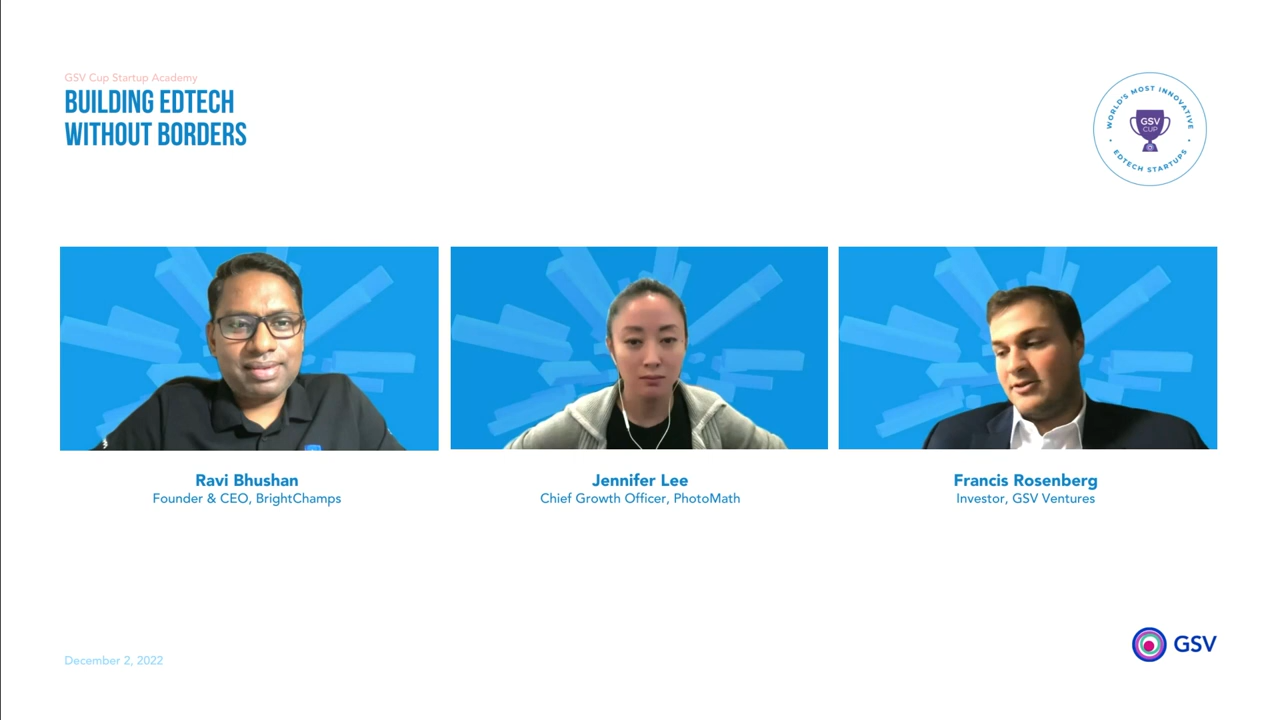 GSV Cup Startup Academy
BUILDING EDTECH
WITHOUT BORDERS
WORLD'S MOST INNOVATIVE
GSV
CUP
EDTECH STARTUPS
Ravi Bhushan
Founder & CEO, BrightChamps
Jennifer Lee
Chief Growth Officer, PhotoMath
Francis Rosenberg
Investor, GSV Ventures
December 2, 2022
GSV